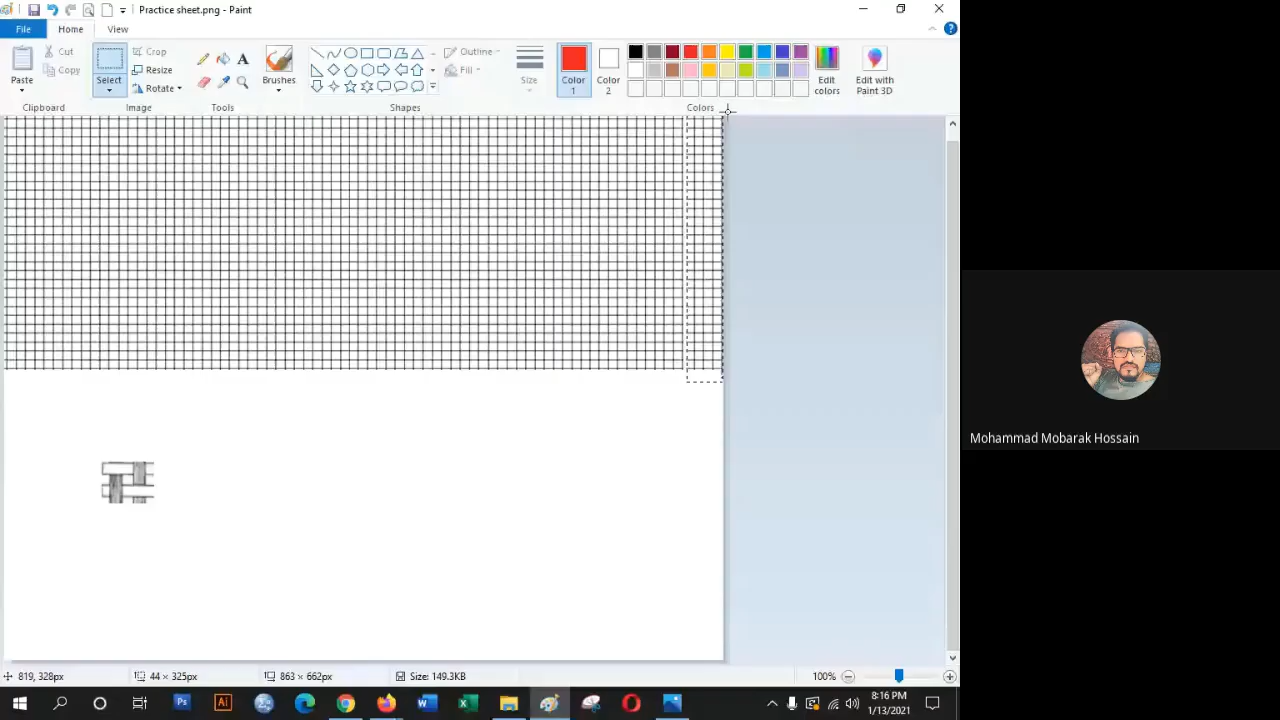 Practice sheet.png - Paint
File Home View
Paste
Cut
Copy
Clipboard
Select
Crop
Resize
Rotate
Image
A
Tools
Brushes
Outline
Fill
Shapes
Size
Color 1
Color 2
Edit colors
Colors
Edit with Paint 3D
Mohammad Mobarak Hossain
819, 328px
44 × 325px
863 × 662px
Size: 149.3KB
100%
Ps
Ai
8:16 PM
1/13/2021